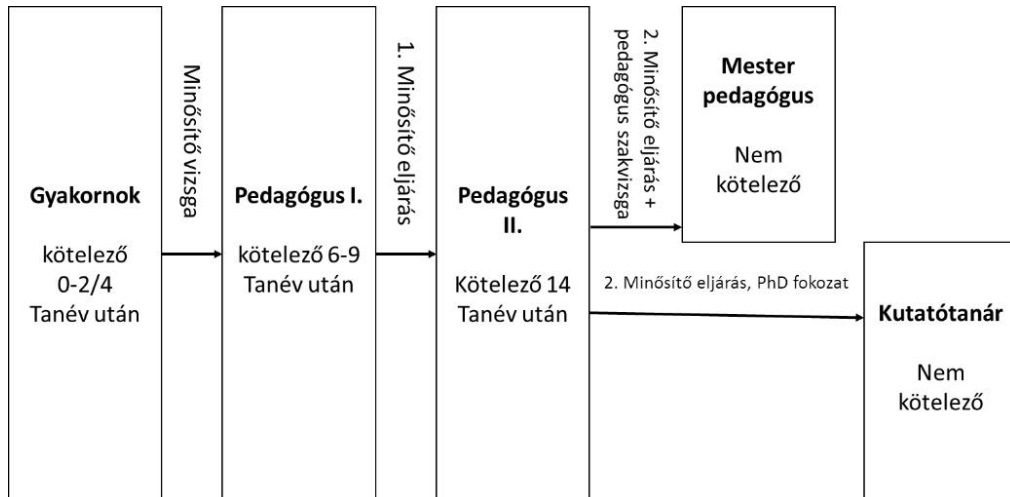 Gyakornok
kötelező
0-2/4
Tanév után
Minősítő vizsga
Pedagógus I.
kötelező 6-9
Tanév után
1. Minősítő eljárás
Pedagógus
II.
Kötelező 14
Tanév után
2. Minősítő eljárás +
pedagógus szakvizsga
Mester
pedagógus
Nem
kötelező
2. Minősítő eljárás, PhD fokozat
Kutatótanár
Nem
kötelező